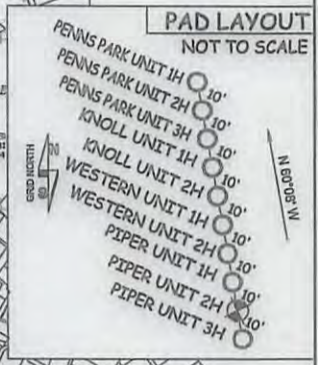 PAD LAYOUT
NOT TO SCALE
PENNS PARK UNIT 1H
10'
PENNS PARK UNIT 2H
10'
PENNS PARK UNIT 3H
10'
KNOLL UNIT 1H
10'
KNOLL UNIT 2H
10'
WESTERN UNIT 1H
10'
WESTERN UNIT 2H
10'
PIPER UNIT 1H
10'
PIPER UNIT 2H
10'
PIPER UNIT 3H
GRID NORTH
N 60°06' W